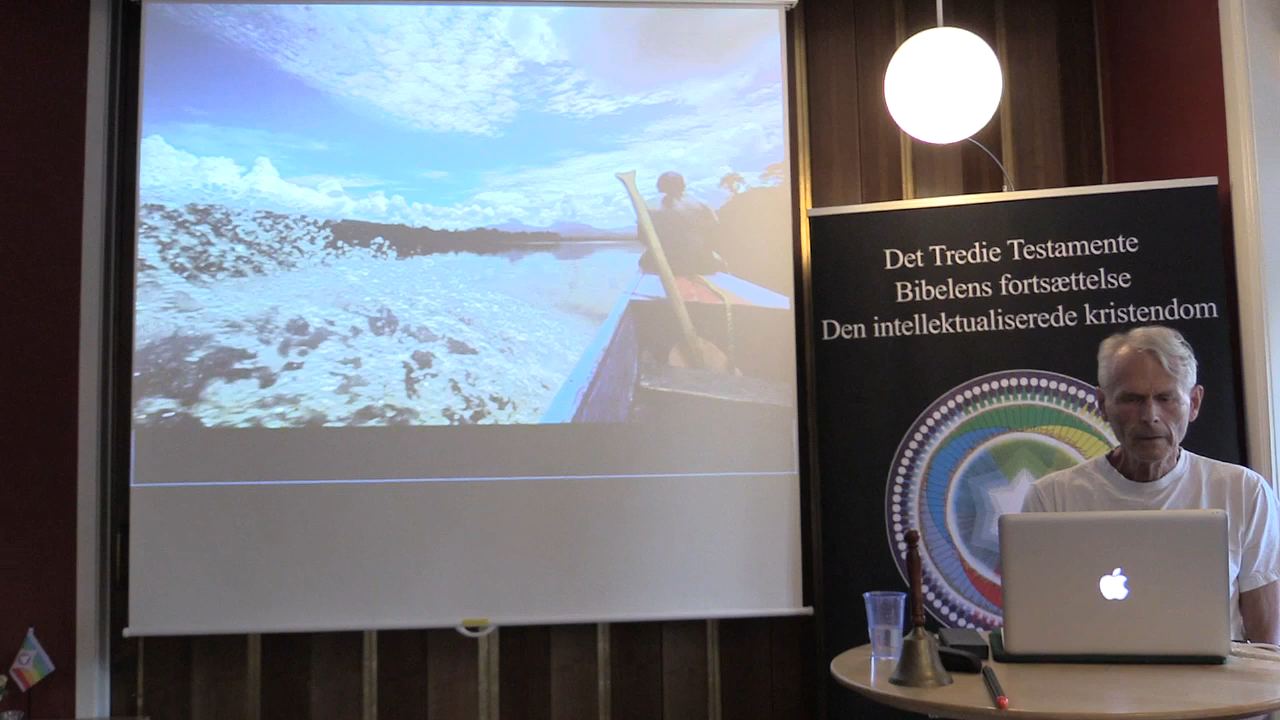 Det Tredie Testamente
Bibelens fortsættelse
Den intellektualiserede kristendom